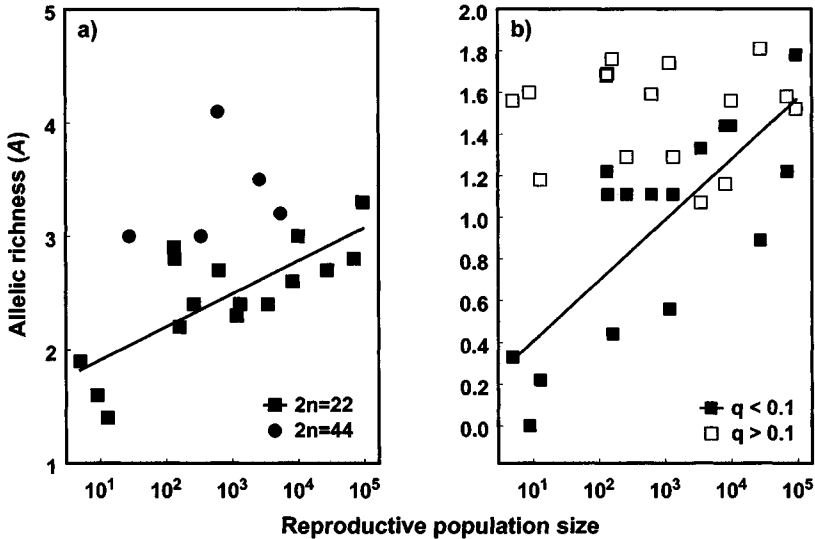 a)
5
4
3
2
1
Allelic richness (A)
10¹ 10² 10³ 10⁴ 10⁵
2n=22
2n=44
b)
2.0
1.8
1.6
1.4
1.2
1.0
0.8
0.6
0.4
0.2
0.0
10¹ 10² 10³ 10⁴ 10⁵
q < 0.1
q > 0.1
Reproductive population size